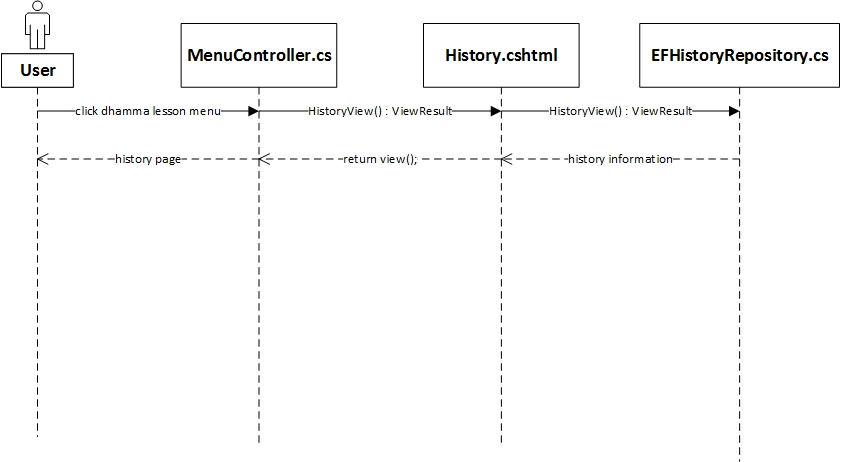 User
MenuController.cs
History.cshtml
EFHistoryRepository.cs
click dhamma lesson menu
HistoryView() : ViewResult
HistoryView() : ViewResult
history page
return view();
history information